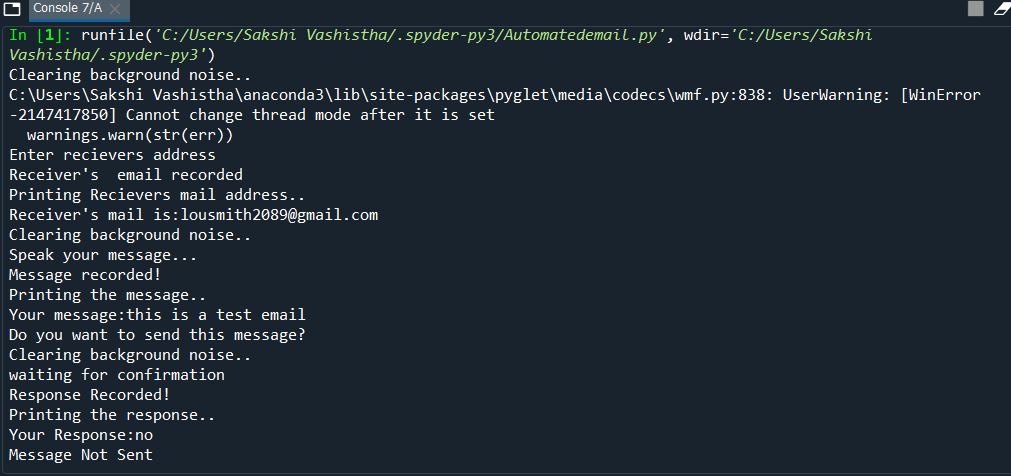 Console 7/A
In [1]: runfile('C:/Users/Sakshi Vashistha/.spyder-py3/Automatedemail.py', wdir='C:/Users/Sakshi
Vashistha/.spyder-py3')
Clearing background noise..
C:\Users\Sakshi Vashistha\anaconda3\lib\site-packages\pyglet\media\codecs\wmf.py:838: UserWarning: [WinError
-2147417850] Cannot change thread mode after it is set
  warnings.warn(str(err))
Enter recievers address
Receiver's  email recorded
Printing Recievers mail address..
Receiver's mail is:lousmith2089@gmail.com
Clearing background noise..
Speak your message...
Message recorded!
Printing the message..
Your message:this is a test email
Do you want to send this message?
Clearing background noise..
waiting for confirmation
Response Recorded!
Printing the response..
Your Response:no
Message Not Sent